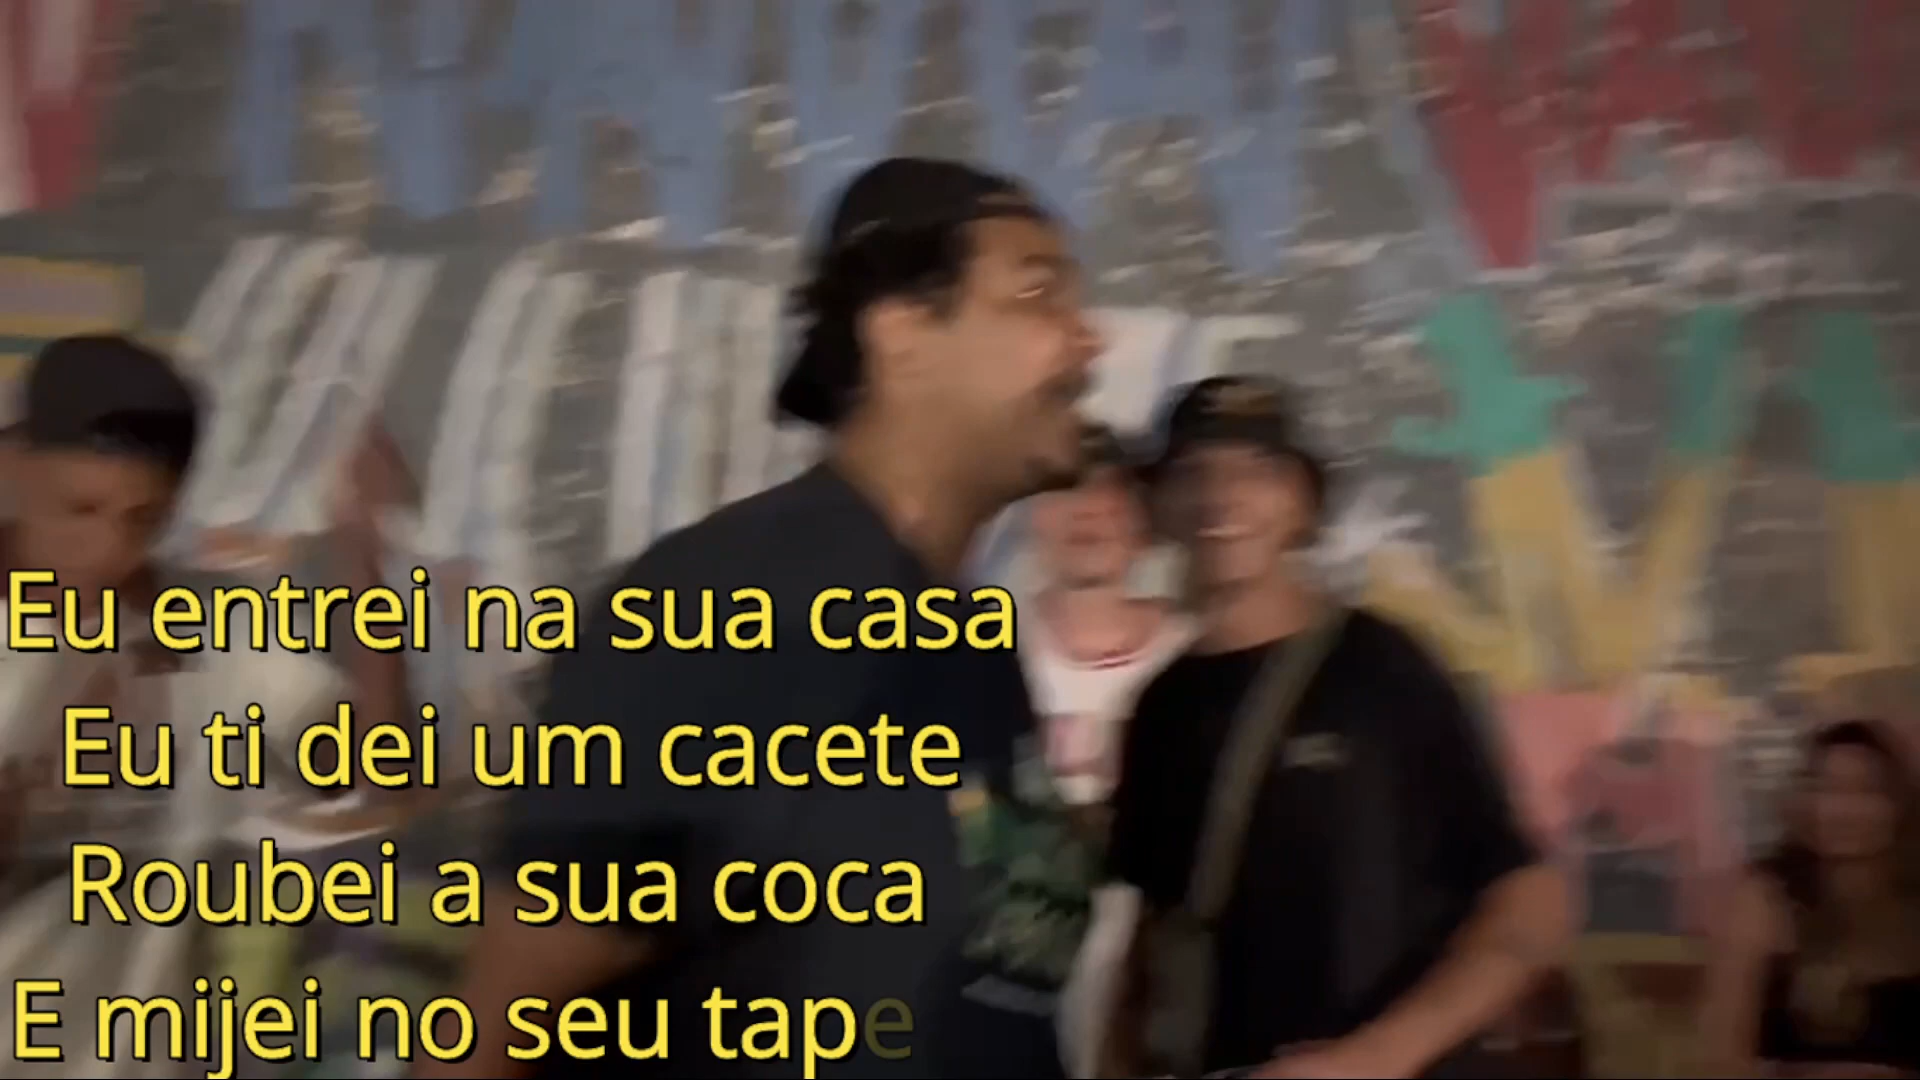 Eu entrei na sua casa
Eu ti dei um cacete
Roubei a sua coca
E mijei no seu tape